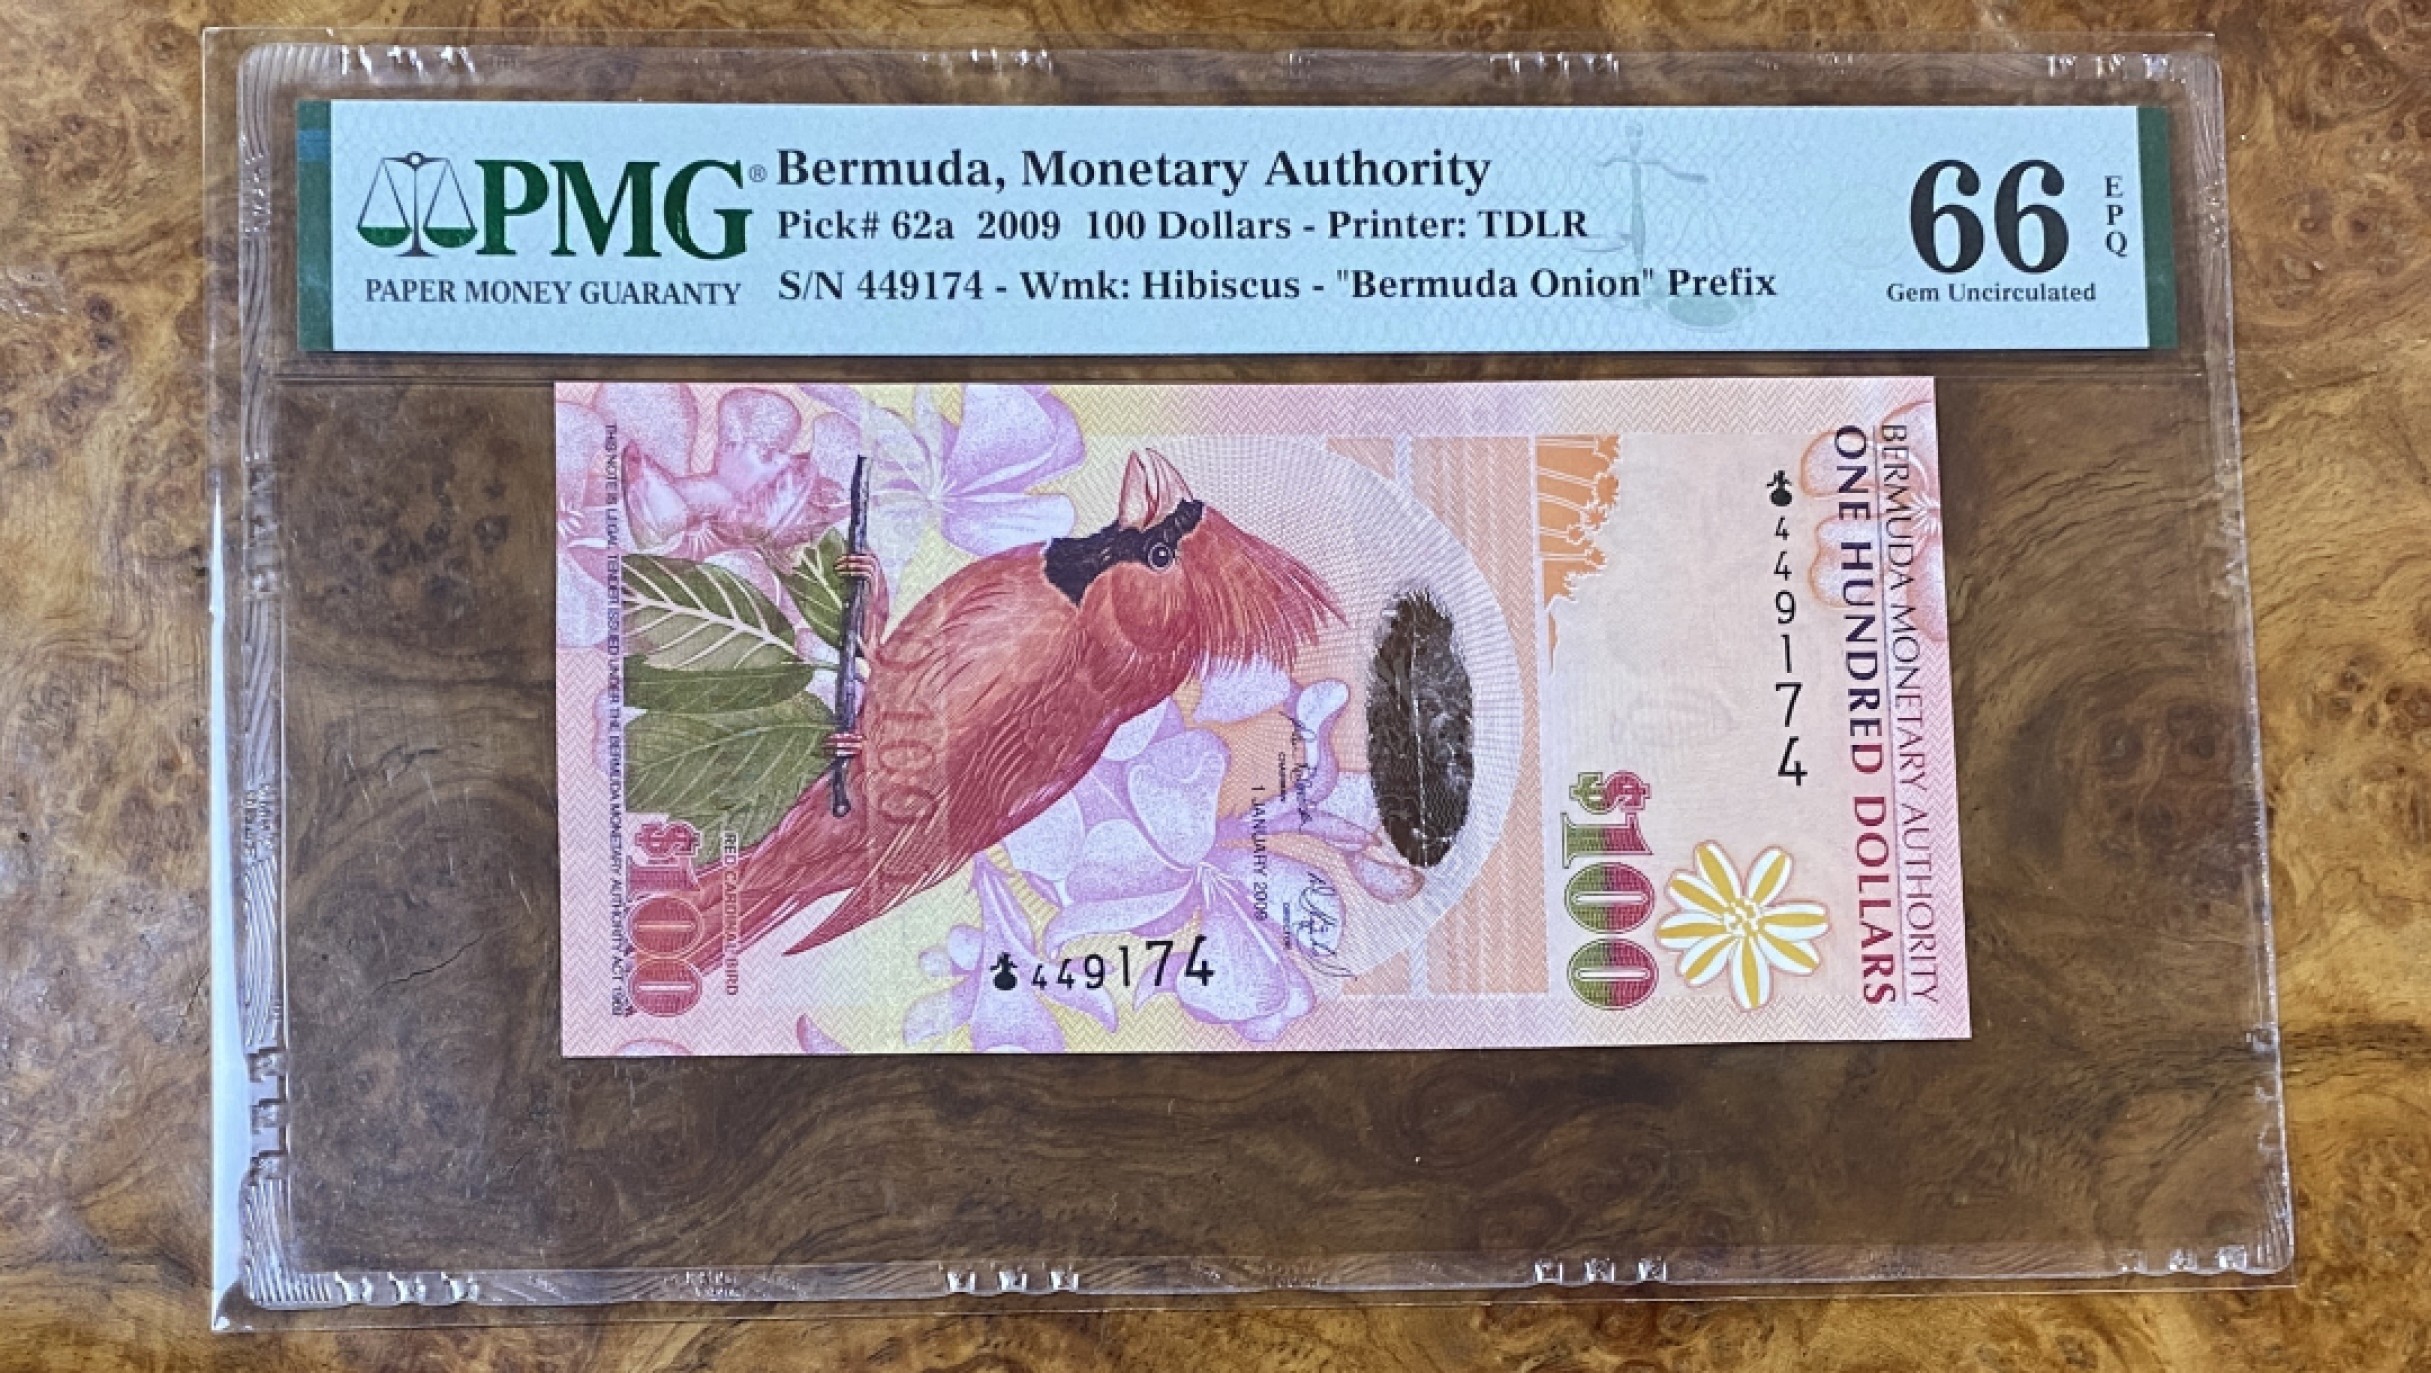 PMG®
PAPER MONEY GUARANTY
Bermuda, Monetary Authority
Pick# 62a 2009 100 Dollars - Printer: TDLR
S/N 449174 - Wmk: Hibiscus - "Bermuda Onion" Prefix
66
EPQ
Gem Uncirculated
BERMUDA MONETARY AUTHORITY
ONE HUNDRED DOLLARS
449174
$100
CHAIRMAN
1 JANUARY 2009
DIRECTOR
449174
RED CARDINAL BIRD
$100
THIS NOTE IS LEGAL TENDER ISSUED UNDER THE BERMUDA MONETARY AUTHORITY ACT 1969